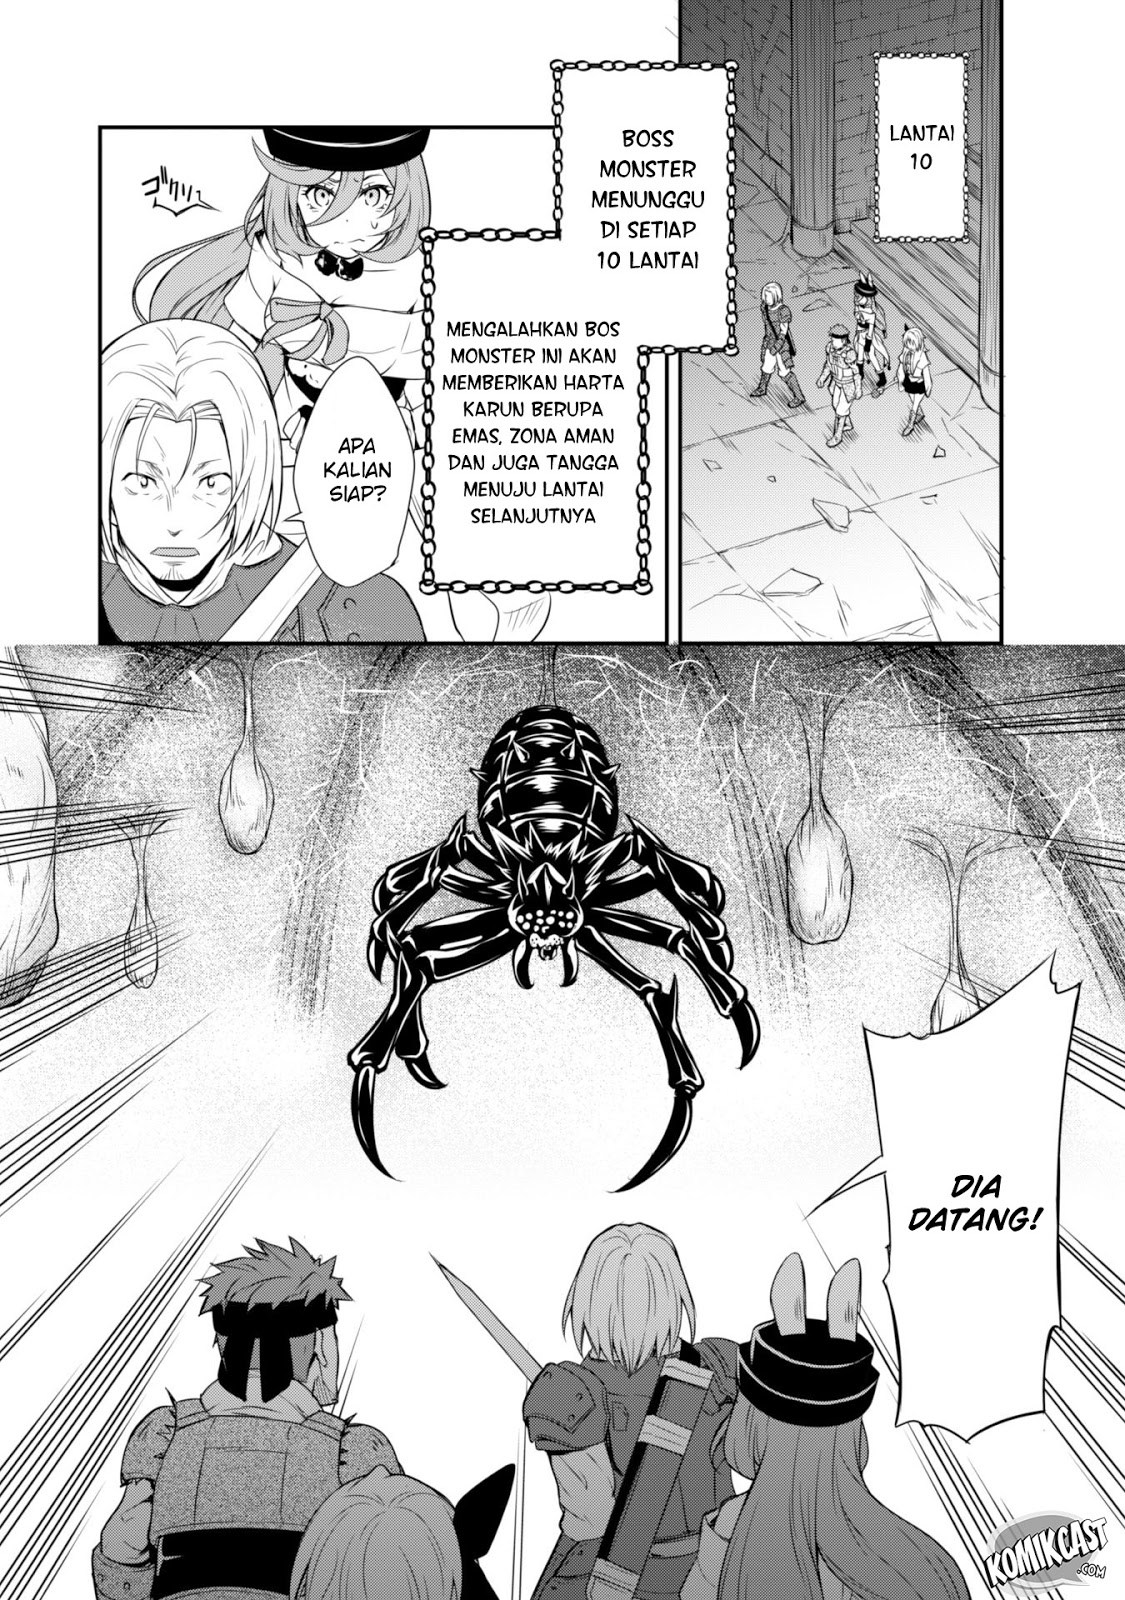 LANTAI
10
BOSS
MONSTER
MENUNGGU
DI SETIAP
10 LANTAI
MENGALAHKAN BOS
MONSTER INI AKAN
MEMBERIKAN HARTA
KARUN BERUPA
EMAS, ZONA AMAN
DAN JUGA TANGGA
MENUJU LANTAI
SELANJUTNYA
ゴクリッ
APA
KALIAN
SIAP?
DIA
DATANG!
KOMIKCAST
.COM